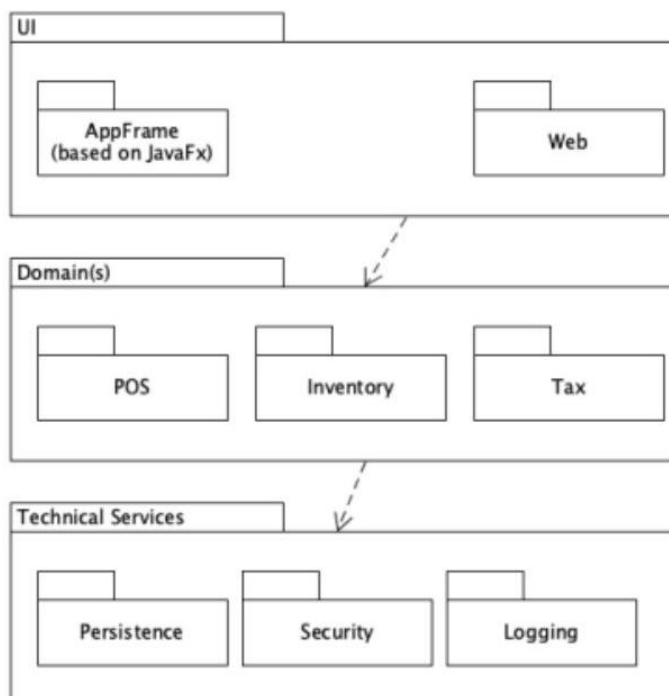 UI
AppFrame
(based on JavaFx)
Web
Domain(s)
POS
Inventory
Tax
Technical Services
Persistence
Security
Logging